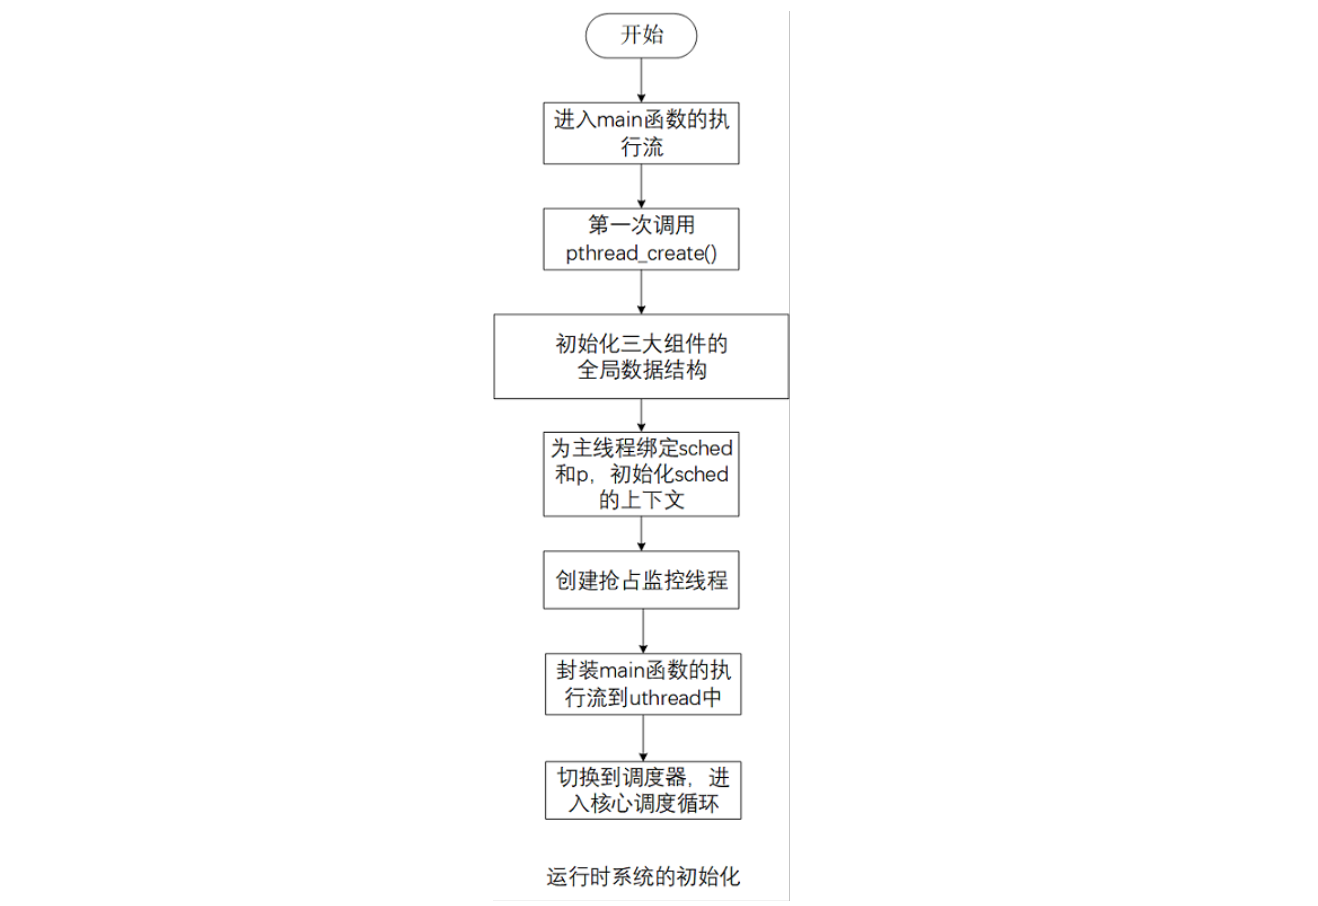 开始
进入main函数的执
行流
第一次调用
pthread_create()
初始化三大组件的
全局数据结构
为主线程绑定sched
和p，初始化sched
的上下文
创建抢占监控线程
封装main函数的执
行流到uthread中
切换到调度器，进
入核心调度循环
运行时系统的初始化